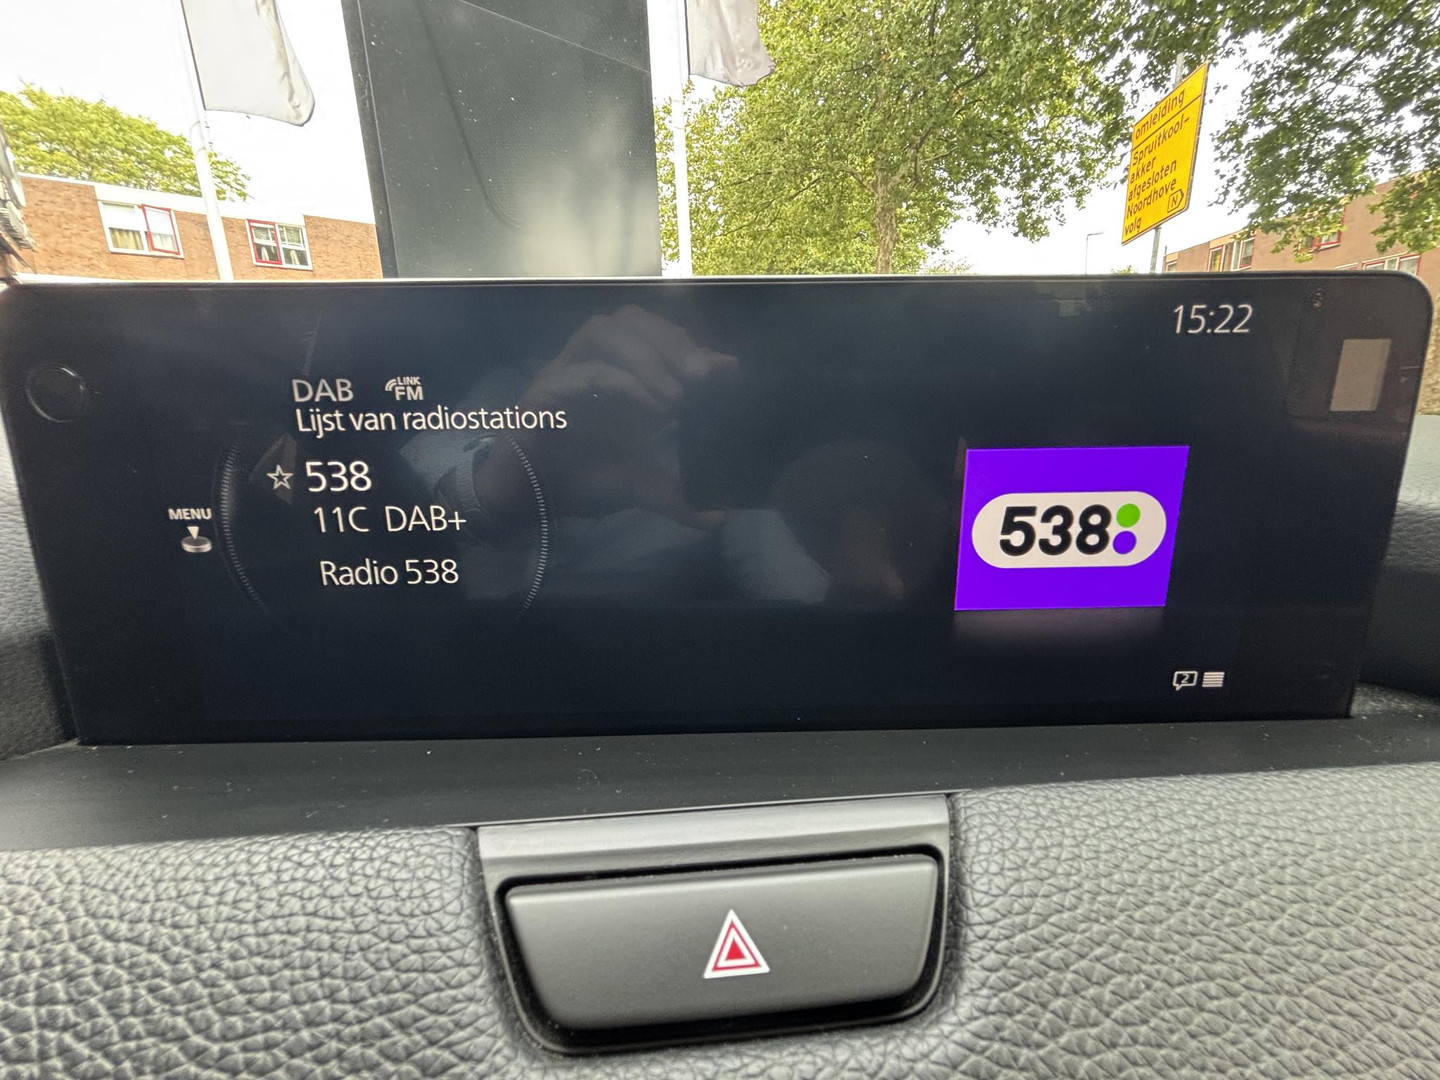 omleiding
Spruitkool-
akker
afgesloten
Noordhove
volg N
15:22
DAB LINK FM
Lijst van radiostations
538
11C DAB+
MENU
Radio 538
538
2